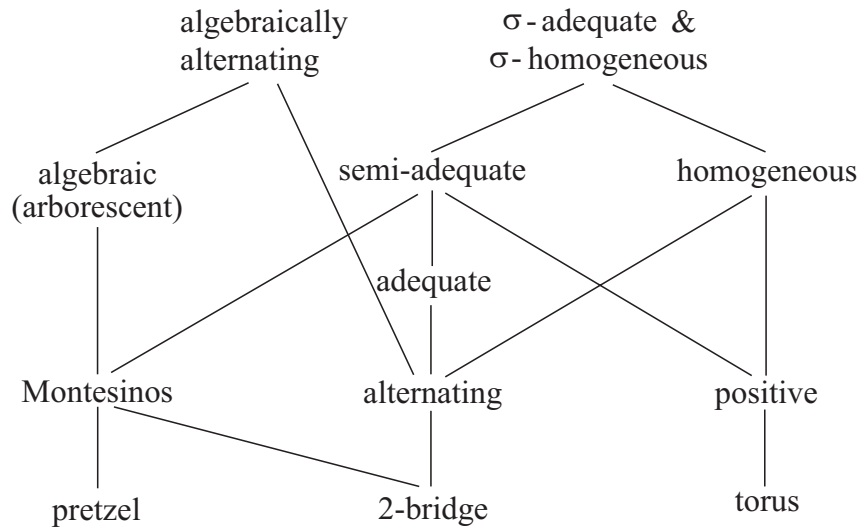 algebraically
alternating
σ-adequate &
σ-homogeneous
algebraic
(arborescent)
semi-adequate
homogeneous
adequate
Montesinos
alternating
positive
pretzel
2-bridge
torus